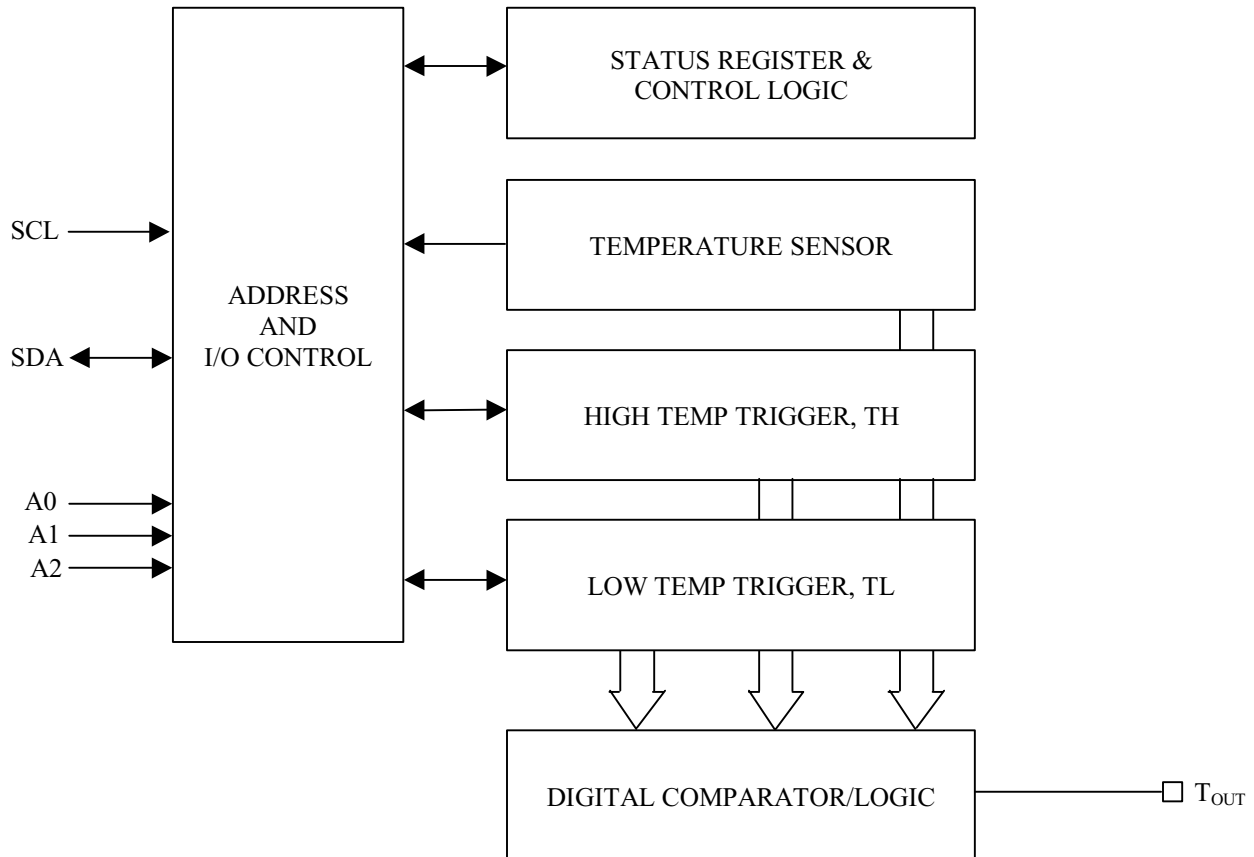 STATUS REGISTER &
CONTROL LOGIC
SCL
TEMPERATURE SENSOR
ADDRESS
AND
I/O CONTROL
SDA
HIGH TEMP TRIGGER, TH
A0
A1
A2
LOW TEMP TRIGGER, TL
DIGITAL COMPARATOR/LOGIC
TOUT